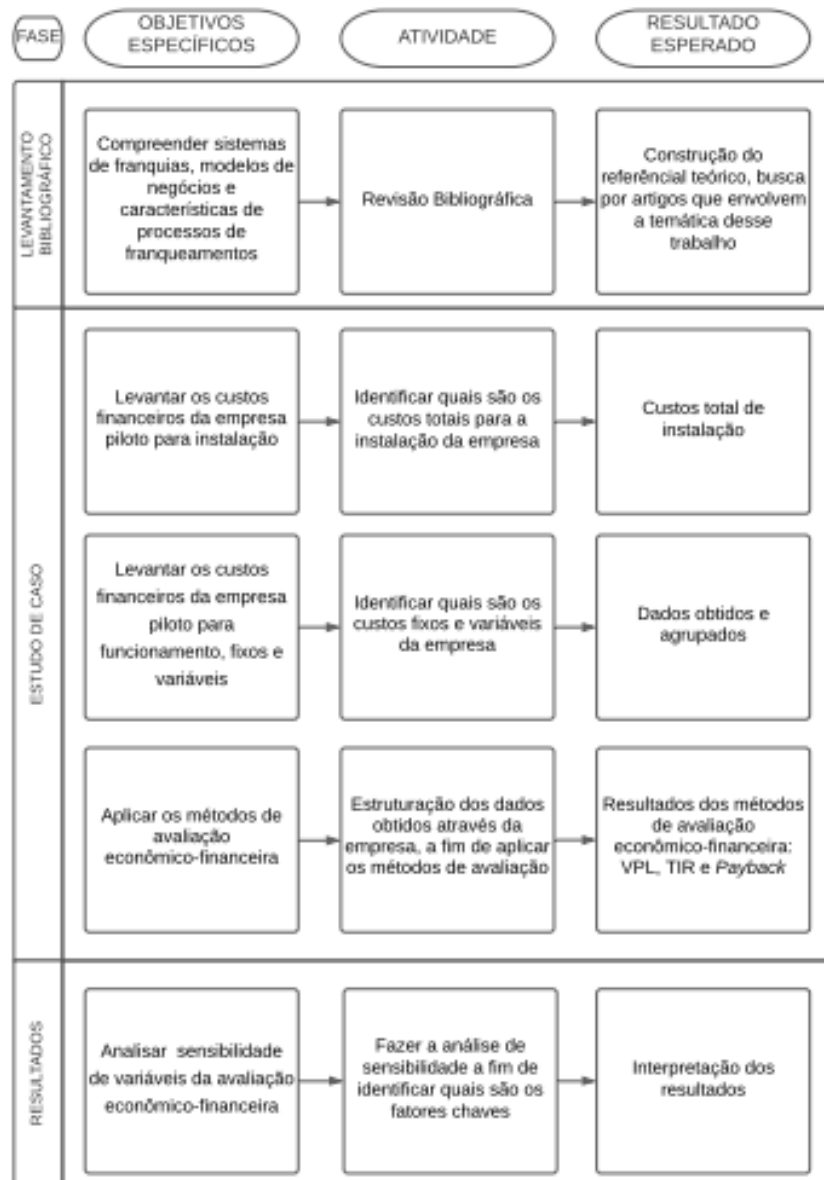 FASE
OBJETIVOS
ESPECÍFICOS
ATIVIDADE
RESULTADO
ESPERADO
LEVANTAMENTO
BIBLIOGRÁFICO
Compreender sistemas
de franquias, modelos de
negócios e
características de
processos de
franqueamentos
Revisão Bibliográfica
Construção do
referêncial teórico, busca
por artigos que envolvem
a temática desse
trabalho
ESTUDO DE CASO
Levantar os custos
financeiros da empresa
piloto para instalação
Identificar quais são os
custos totais para a
instalação da empresa
Custos total de
instalação
Levantar os custos
financeiros da empresa
piloto para
funcionamento, fixos e
variáveis
Identificar quais são os
custos fixos e variáveis
da empresa
Dados obtidos e
agrupados
Aplicar os métodos de
avaliação
econômico-financeira
Estruturação dos dados
obtidos através da
empresa, a fim de aplicar
os métodos de avaliação
Resultados dos métodos
de avaliação
econômico-financeira:
VPL, TIR e Payback
RESULTADOS
Analisar sensibilidade
de variáveis da avaliação
econômico-financeira
Fazer a análise de
sensibilidade a fim de
identificar quais são os
fatores chaves
Interpretação dos
resultados